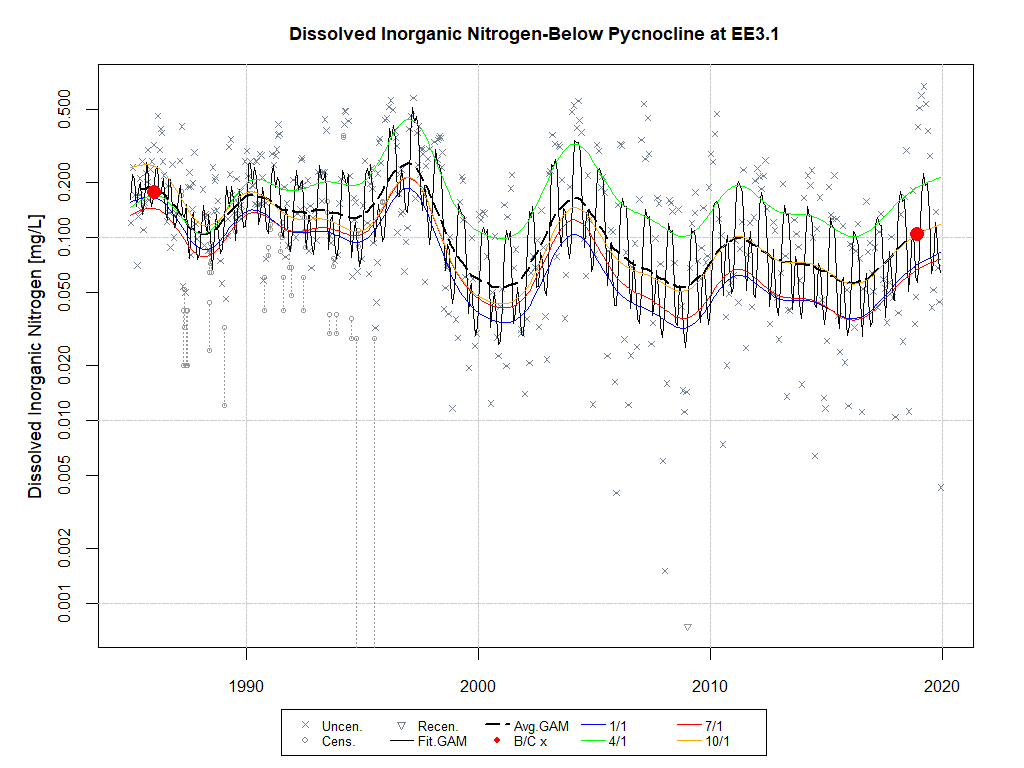 Dissolved Inorganic Nitrogen-Below Pycnocline at EE3.1
Dissolved Inorganic Nitrogen [mg/L]
0.500
0.200
0.100
0.050
0.020
0.010
0.005
0.002
0.001
1990 2000 2010 2020
Uncen. Recen. Avg.GAM 1/1 7/1
Cens. Fit.GAM B/C x 4/1 10/1